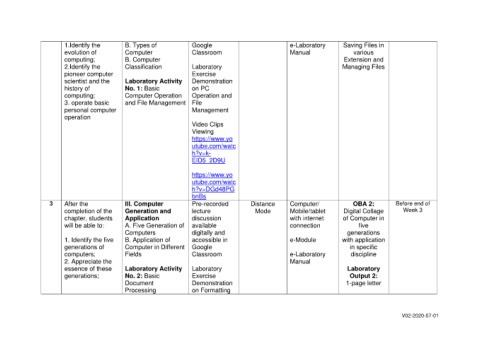 1.Identify the
evolution of
computing;
2.Identify the
pioneer computer
scientist and the
history of
computing;
3. operate basic
personal computer
operation
B. Types of
Computer
B. Computer
Classification
Laboratory Activity
No. 1: Basic
Computer Operation
and File Management
Google
Classroom
Laboratory
Exercise
Demonstration
on PC
Operation and
File
Management
Video Clips
Viewing
https://www.yo
utube.com/watc
h?v=k-
https://www.yo
utube.com/watc
e-Laboratory
Manual
Saving Files in
various
Extension and
Managing Files
3
After the
completion of the
chapter, students
will be able to:
1. Identify the five
generations of
computers;
2. Appreciate the
essence of these
generations;
III. Computer
Generation and
Application
A. Five Generation of
Computers
B. Application of
Computer in Different
Fields
Laboratory Activity
No. 2: Basic
Document
Processing
Pre-recorded
lecture
discussion
available
digitally and
accessible in
Google
Classroom
Laboratory
Exercise
Demonstration
on Formatting
Distance
Mode
Computer/
Mobile/tablet
with internet
connection
e-Module
e-Laboratory
Manual
OBA 2:
Digital Collage
of Computer in
five
generations
with application
in specific
discipline
Laboratory
Output 2:
1-page letter
Before end of
Week 3
V02-2020-07-01